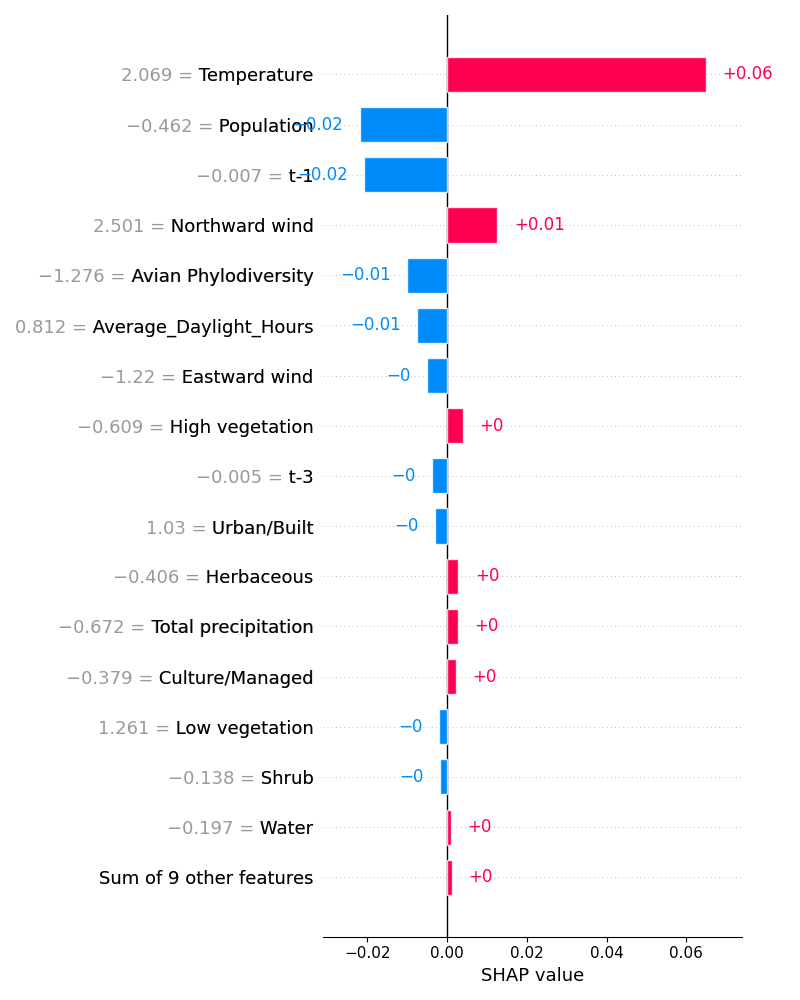 2.069 = Temperature +0.06
−0.462 = Population −0.02
−0.007 = t-1 −0.02
2.501 = Northward wind +0.01
−1.276 = Avian Phylodiversity −0.01
0.812 = Average_Daylight_Hours −0.01
−1.22 = Eastward wind −0
−0.609 = High vegetation +0
−0.005 = t-3 −0
1.03 = Urban/Built −0
−0.406 = Herbaceous +0
−0.672 = Total precipitation +0
−0.379 = Culture/Managed +0
1.261 = Low vegetation −0
−0.138 = Shrub −0
−0.197 = Water +0
Sum of 9 other features +0
−0.02 0.00 0.02 0.04 0.06
SHAP value